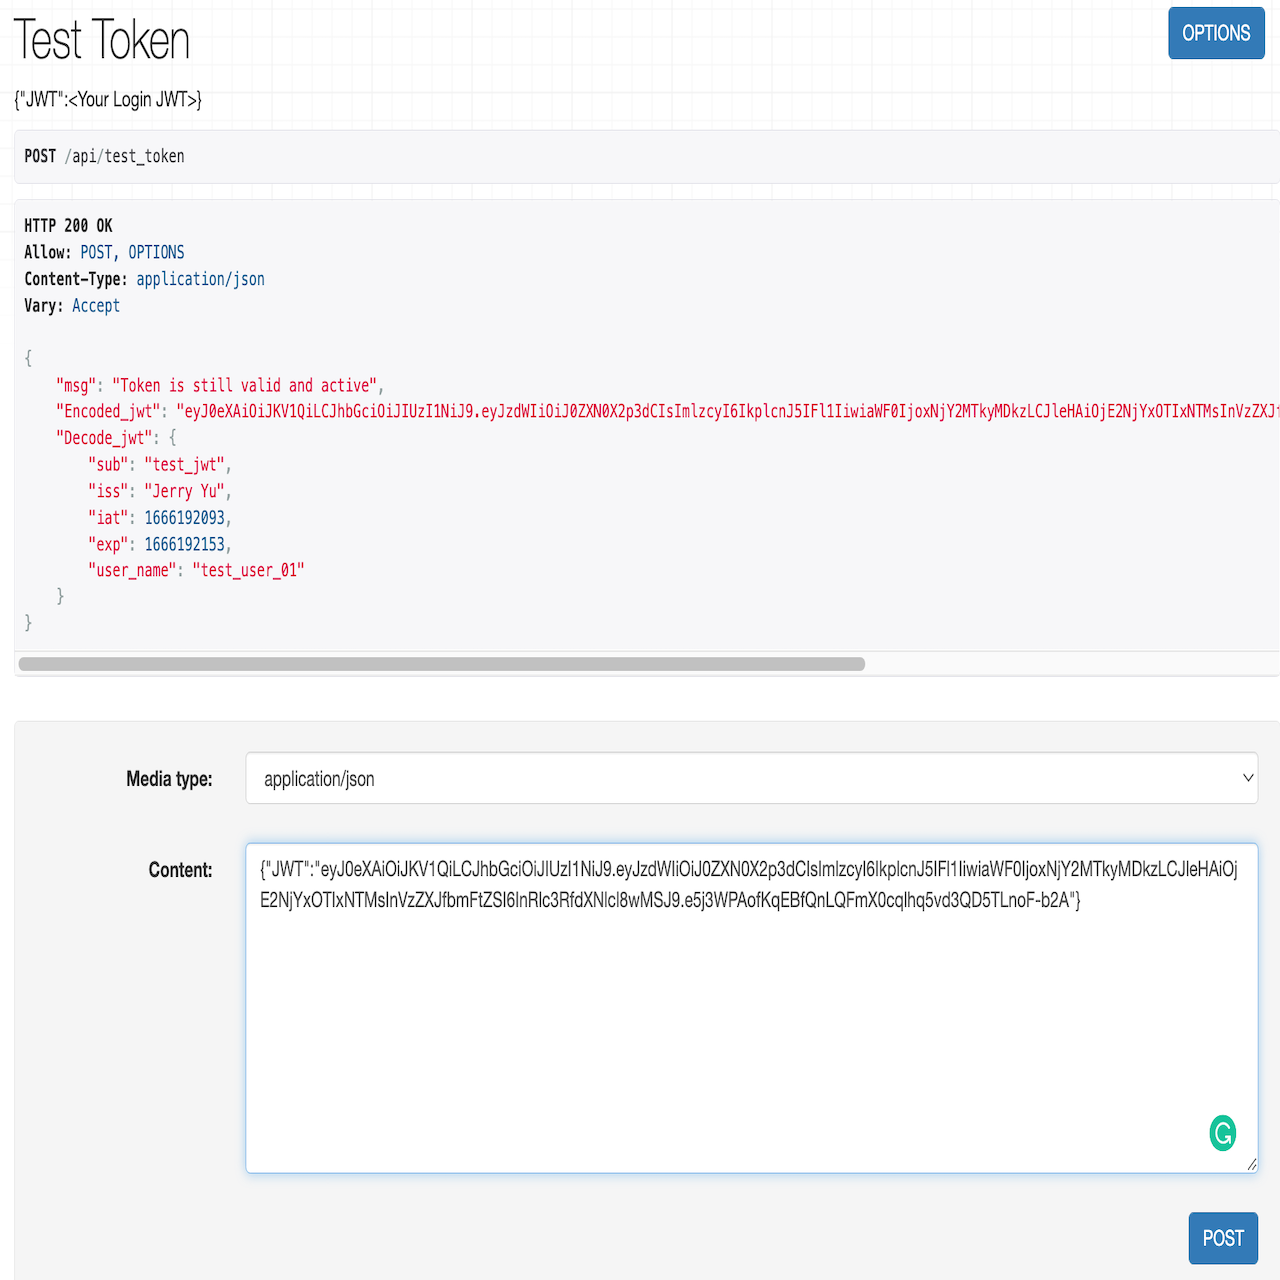 Test Token
OPTIONS
{"JWT":<Your Login JWT>}
POST /api/test_token
HTTP 200 OK
Allow: POST, OPTIONS
Content-Type: application/json
Vary: Accept
{
"msg": "Token is still valid and active",
"Encoded_jwt": "eyJ0eXAiOiJKV1QiLCJhbGciOiJIUzI1NiJ9.eyJzdWIiOiJ0ZXN0X2p3dCIsImlzcyI6IkplcnJ5IFl1IiwiaWF0IjoxNjY2MTkyMDkzLCJleHAiOjE2NjYxOTIxNTMsInVzZXJf
"Decode_jwt": {
"sub": "test_jwt",
"iss": "Jerry Yu",
"iat": 1666192093,
"exp": 1666192153,
"user_name": "test_user_01"
}
}
Media type:
application/json
Content:
{"JWT":"eyJ0eXAiOiJKV1QiLCJhbGciOiJIUzI1NiJ9.eyJzdWIiOiJ0ZXN0X2p3dCIsImlzcyI6IkplcnJ5IFl1IiwiaWF0IjoxNjY2MTkyMDkzLCJleHAiOj
E2NjYxOTIxNTMsInVzZXJfbmFtZSI6InRlc3RfdXNlcl8wMSJ9.e5j3WPAofKqEBfQnLQFmX0cqlhq5vd3QD5TLnoF-b2A"}
G
POST